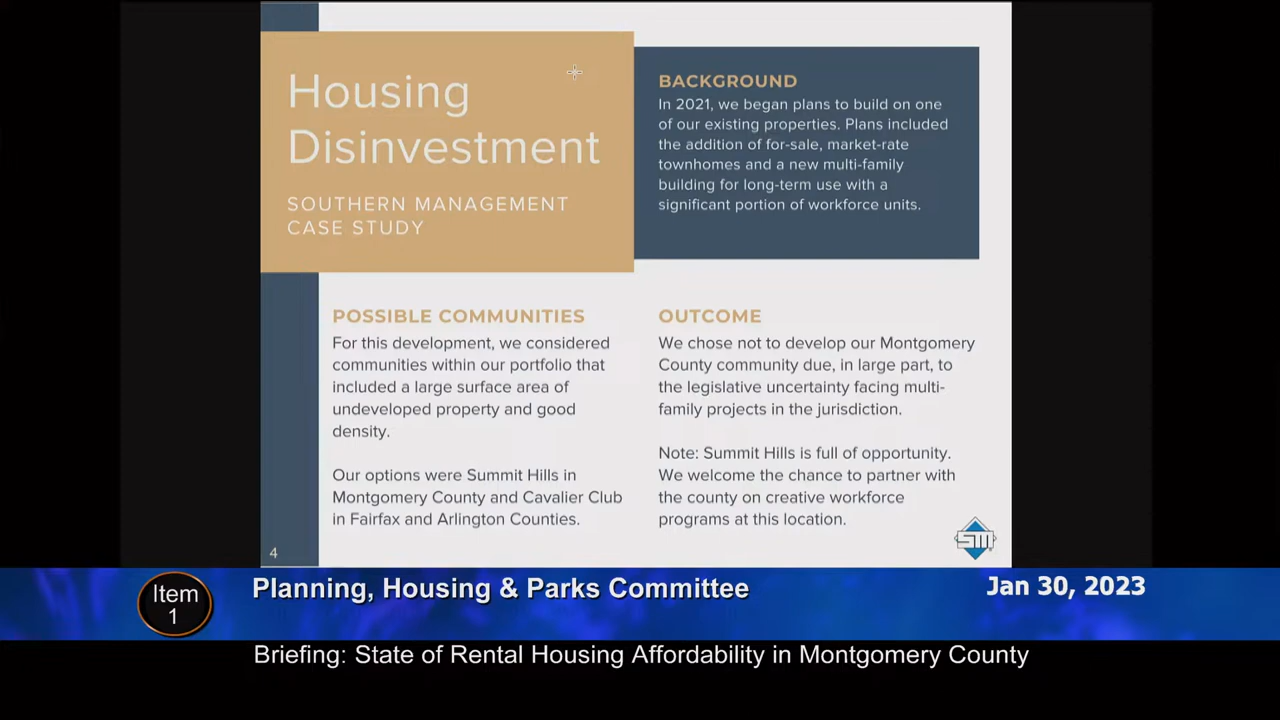 Housing
Disinvestment
SOUTHERN MANAGEMENT
CASE STUDY
BACKGROUND
In 2021, we began plans to build on one
of our existing properties. Plans included
the addition of for-sale, market-rate
townhomes and a new multi-family
building for long-term use with a
significant portion of workforce units.
POSSIBLE COMMUNITIES
For this development, we considered
communities within our portfolio that
included a large surface area of
undeveloped property and good
density.
Our options were Summit Hills in
Montgomery County and Cavalier Club
in Fairfax and Arlington Counties.
OUTCOME
We chose not to develop our Montgomery
County community due, in large part, to
the legislative uncertainty facing multi-
family projects in the jurisdiction.
Note: Summit Hills is full of opportunity.
We welcome the chance to partner with
the county on creative workforce
programs at this location.
SM
4
Item
1
Planning, Housing & Parks Committee
Jan 30, 2023
Briefing: State of Rental Housing Affordability in Montgomery County